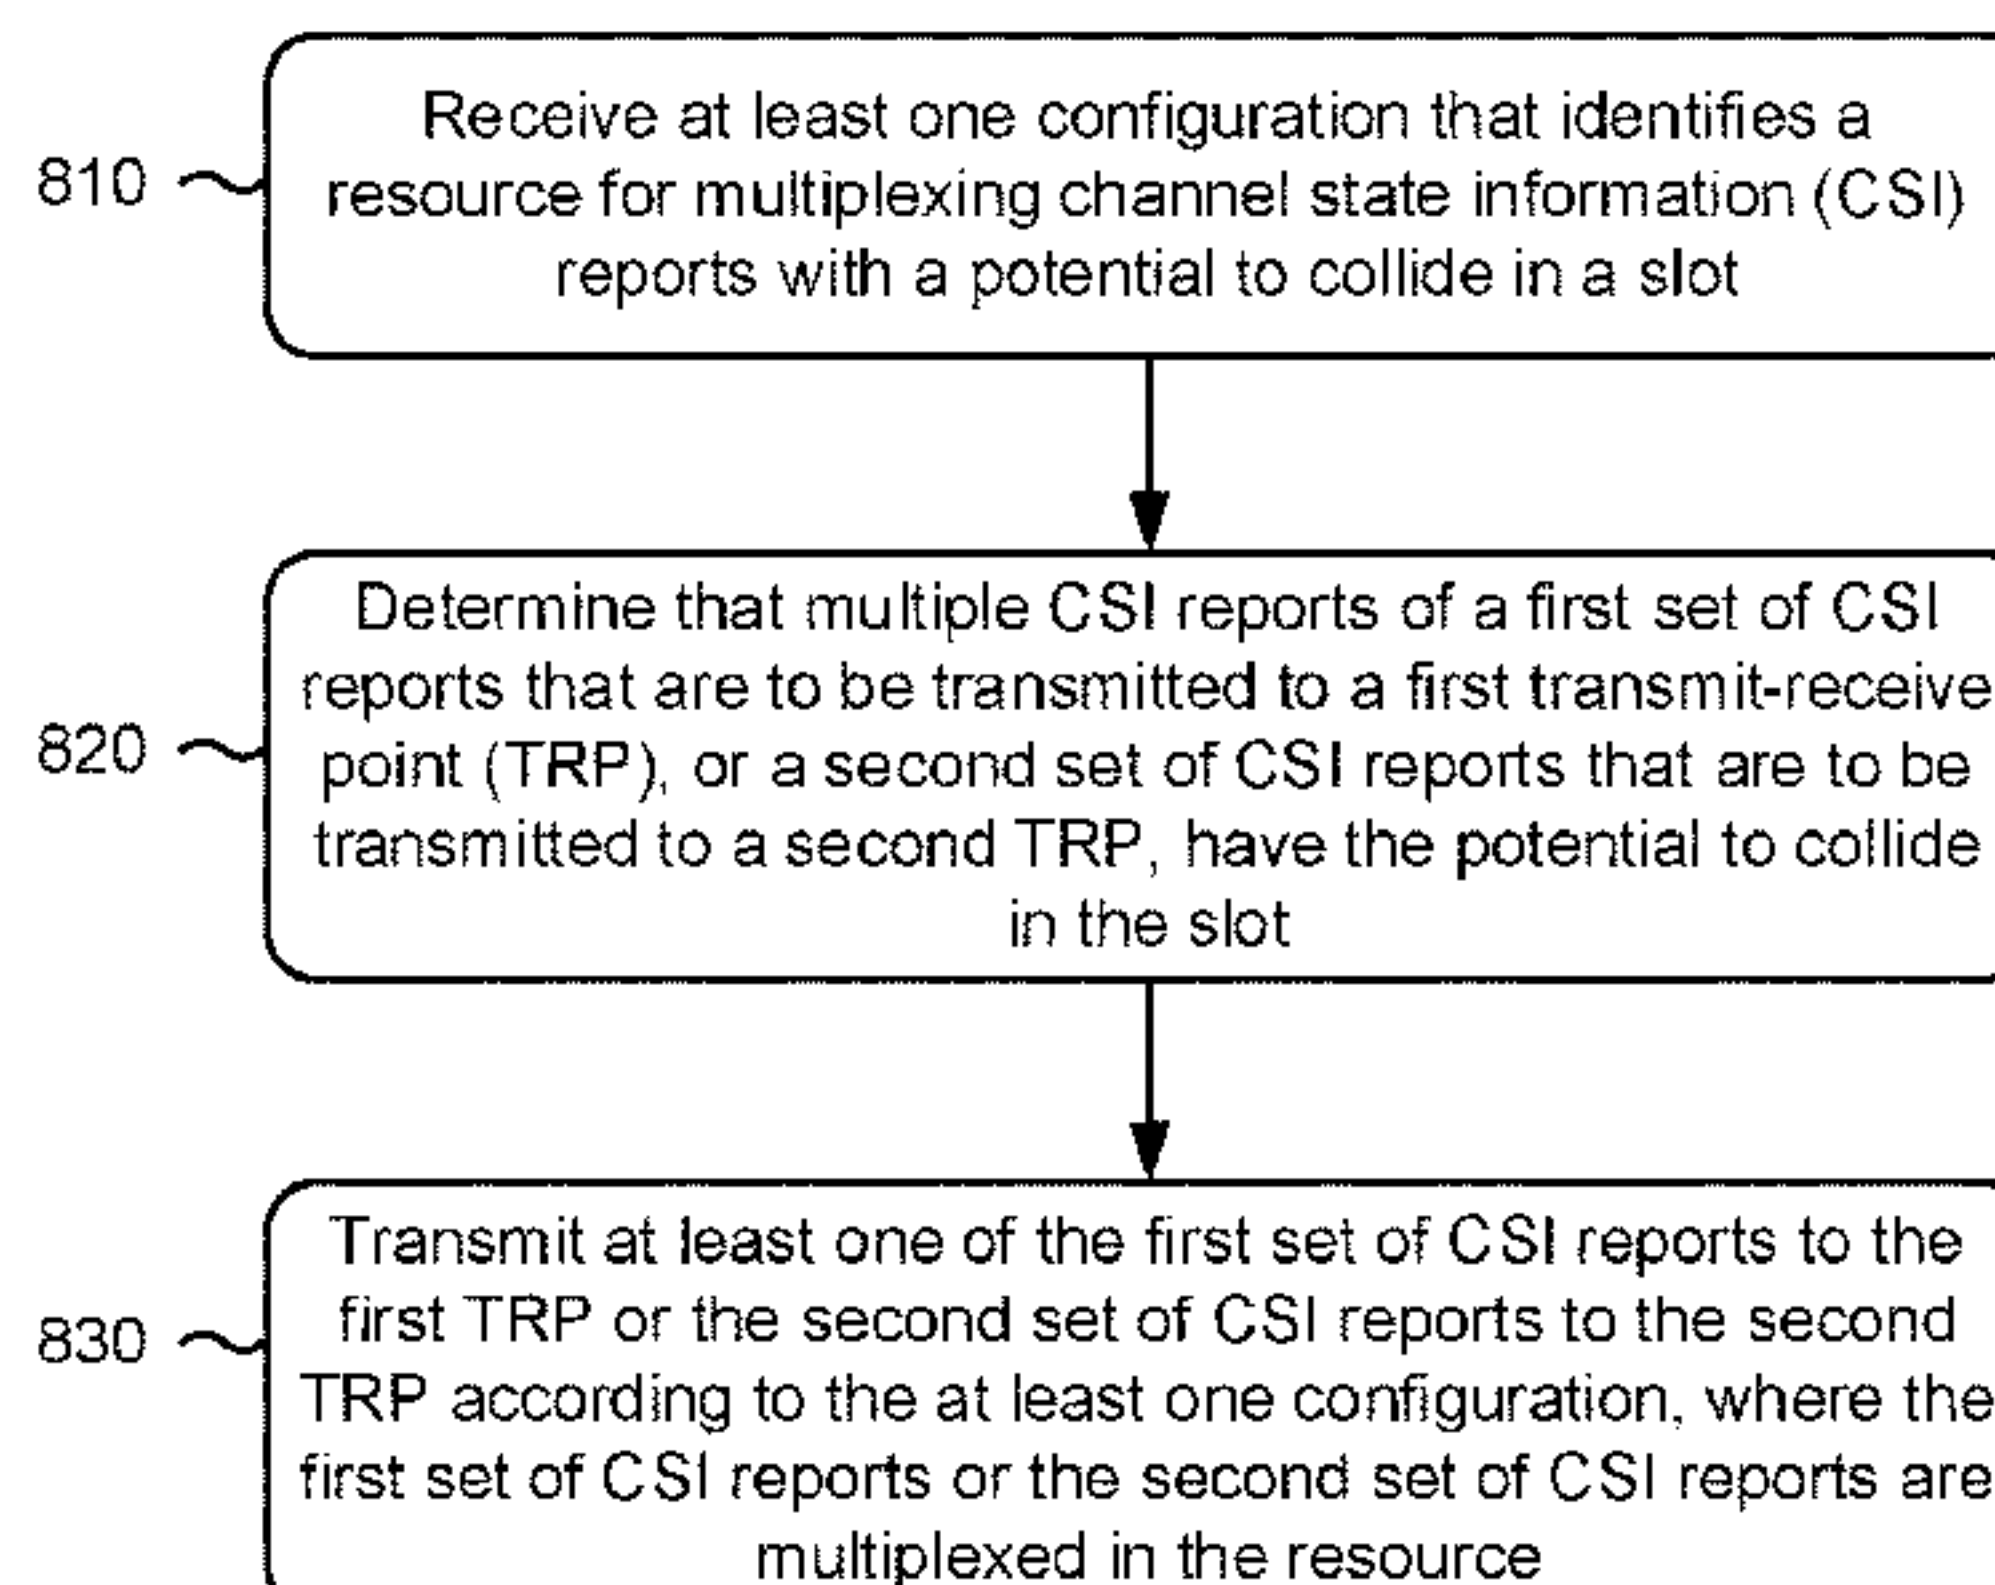 Receive at least one configuration that identifies a
810
resource for multiplexing channel state information (CSI)
reports with a potential to collide in a slot
Determine that multiple CSI reports of a first set of CSI
reports that are to be transmitted to a first transmit-receive
820
point (TRP), or a second set of CSI reports that are to be
transmitted to a second TRP, have the potential to collide
in the slot
Transmit at least one of the first set of CSI reports to the
830
first TRP or the second set of CSI reports to the second
TRP according to the at least one configuration, where the
first set of CSI reports or the second set of CSI reports are
multiplexed in the resource